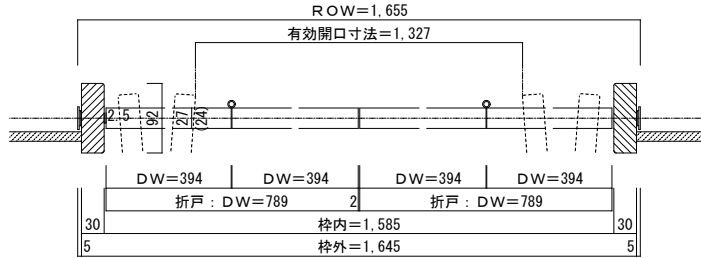 ROW=1,655
有効開口寸法=1,327
2.5
92
27
(24)
DW=394 DW=394 DW=394 DW=394
折戸:DW=789 2 折戸:DW=789
30 枠内=1,585 30
5 枠外=1,645 5